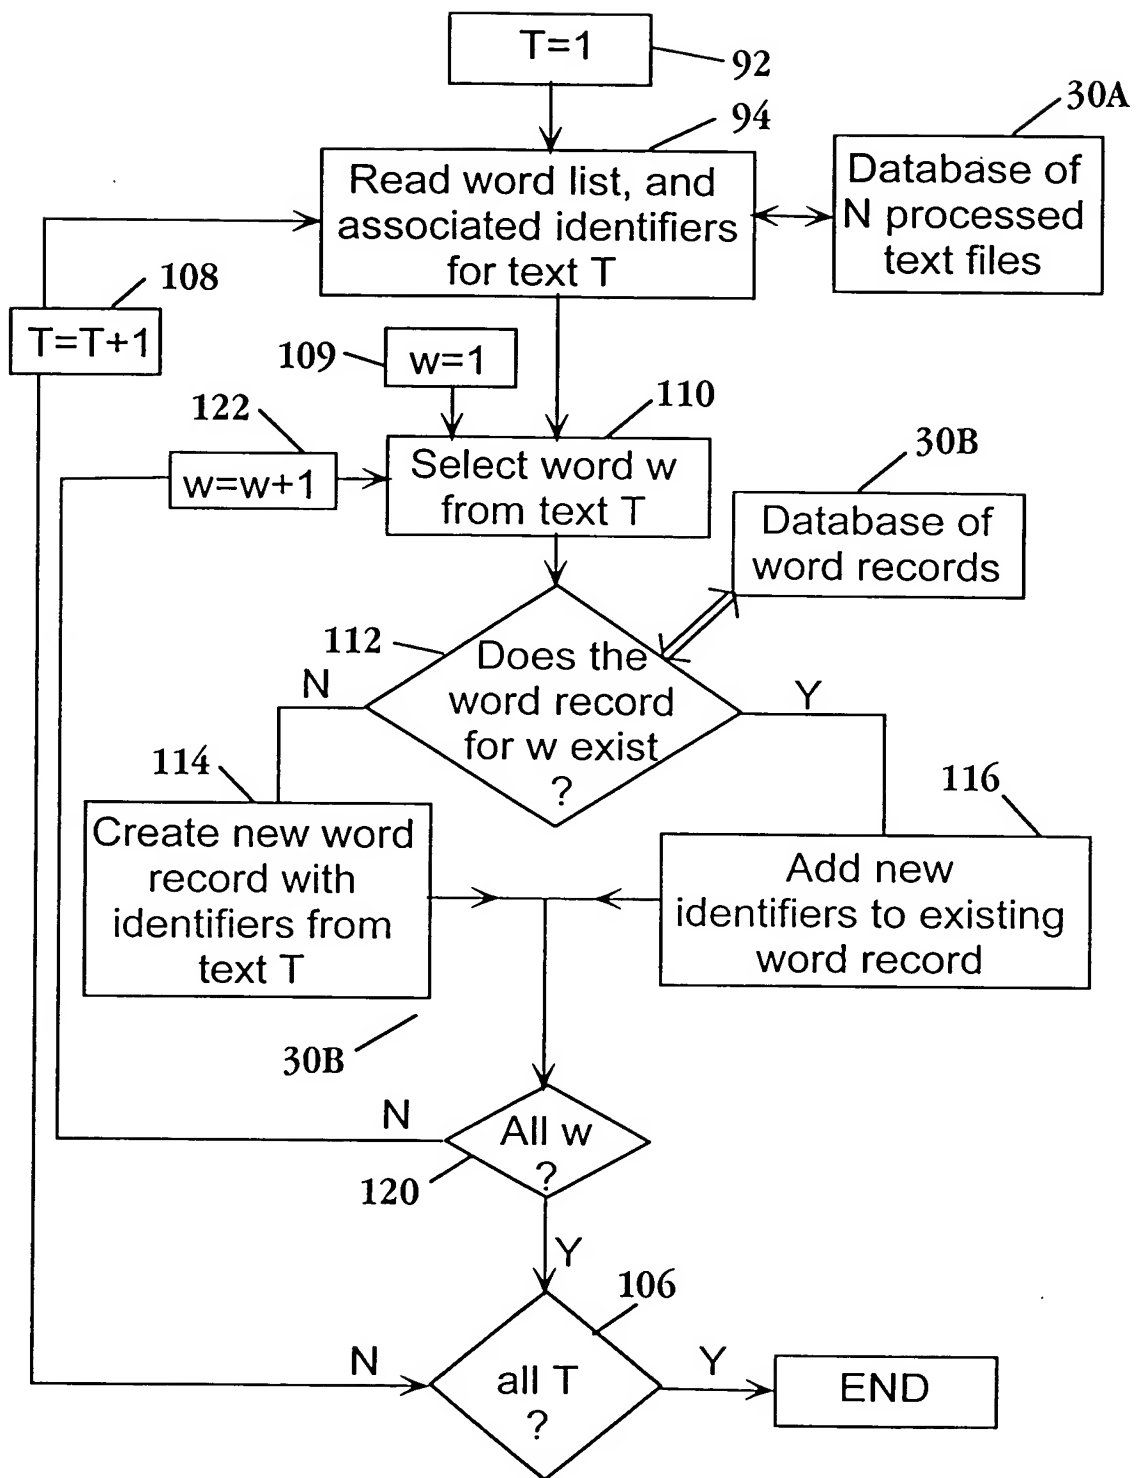 T=1
92
94
30A
Read word list, and
associated identifiers
for text T
Database of
N processed
text files
108
T=T+1
109
w=1
122
110
w=w+1
Select word w
from text T
30B
Database of
word records
112
Does the
word record
for w exist
?
N
Y
114
116
Create new word
record with
identifiers from
text T
Add new
identifiers to existing
word record
30B
N
All w
?
120
Y
106
N
all T
?
Y
END